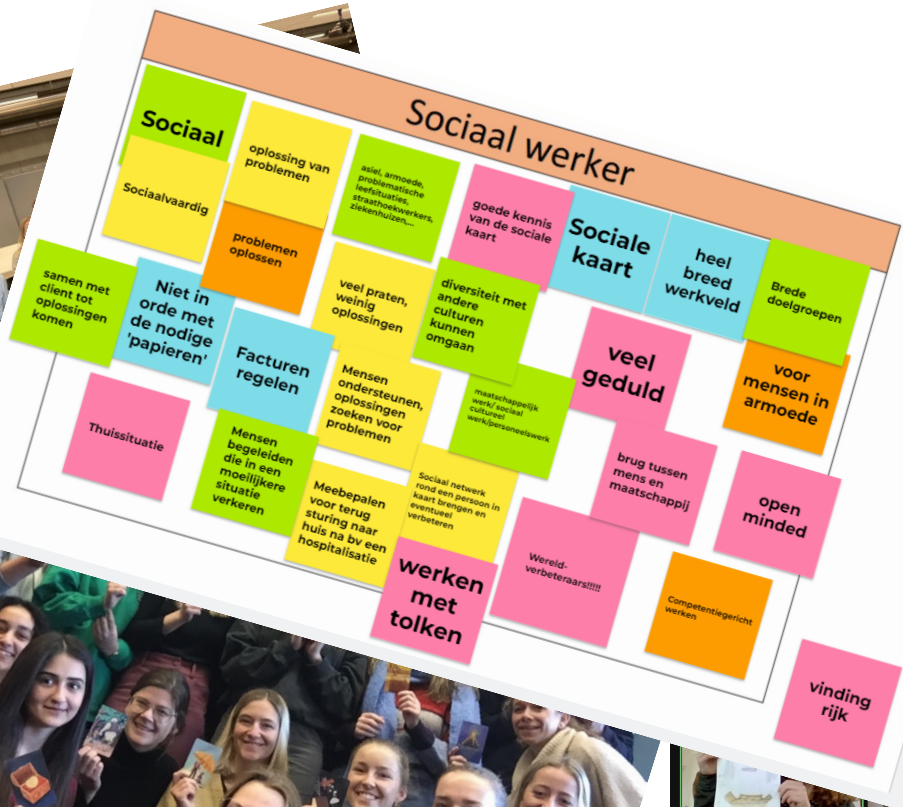 Sociaal werker
Sociaal
Sociaalvaardig
oplossing van
problemen
problemen
oplossen
asiel, armoede,
problematische
leefsituaties,
straathoekwerkers,
ziekenhuizen,...
goede kennis
van de sociale
kaart
Sociale
kaart
heel
breed
werkveld
Brede
doelgroepen
samen met
client tot
oplossingen
komen
Niet in
orde met
de nodige
'papieren'
Facturen
regelen
veel praten,
weinig
oplossingen
diversiteit met
andere
culturen
kunnen
omgaan
veel
geduld
voor
mensen in
armoede
Thuissituatie
Mensen
begeleiden
die in een
moeilijkere
situatie
verkeren
Mensen
ondersteunen,
oplossingen
zoeken voor
problemen
maatschappelijk
werk/ sociaal
cultureel
werk/personeelswerk
brug tussen
mens en
maatschappij
open
minded
Meebepalen
voor terug
sturing naar
huis na bv een
hospitalisatie
Sociaal netwerk
rond een persoon in
kaart brengen en
eventueel
verbeteren
werken
met
tolken
Wereld-
verbeteraars!!!!!
Competentiegericht
werken
vinding
rijk